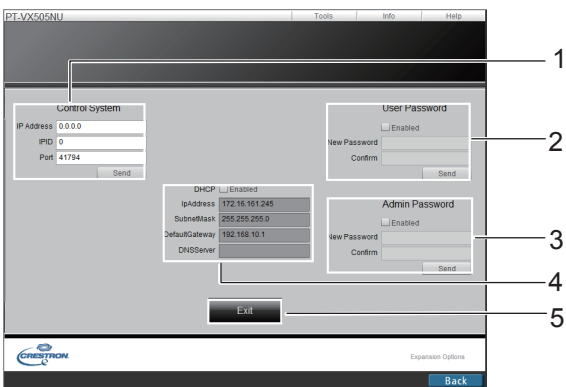 PT-VX505NU
Tools Info Help
1
Control System
IP Address 0.0.0.0
IPID 0
Port 41794
Send
User Password
Enabled
New Password
Confirm
Send
2
DHCP Enabled
IpAddress 172.16.161.245
SubnetMask 255.255.255.0
DefaultGateway 192.168.10.1
DNSServer
Admin Password
Enabled
New Password
Confirm
Send
3
4
Exit
5
CRESTRON
Expansion Options
Back